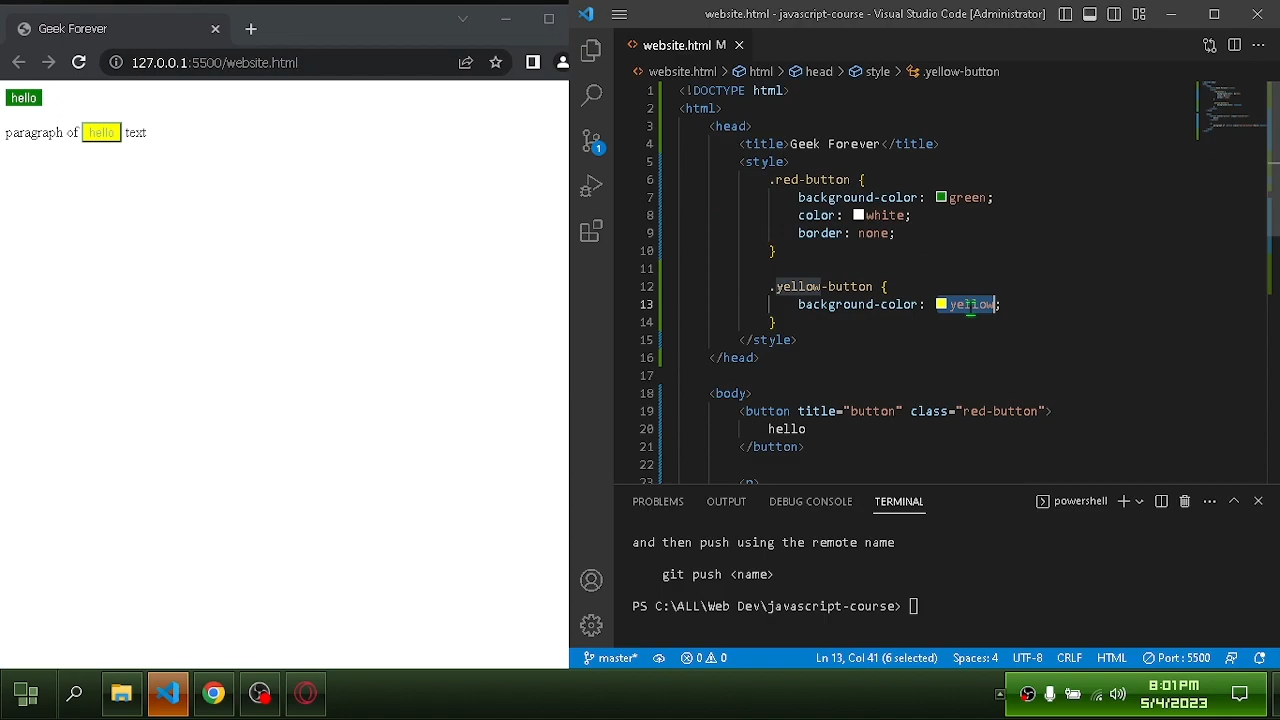 Geek Forever
127.0.0.1:5500/website.html
hello
paragraph of hello text
website.html - javascript-course - Visual Studio Code [Administrator]
website.html M
website.html > html > head > style > .yellow-button
1 <!DOCTYPE html>
2 <html>
3 <head>
4 <title>Geek Forever</title>
5 <style>
6 .red-button {
7 background-color: green;
8 color: white;
9 border: none;
10 }
11
12 .yellow-button {
13 background-color: yellow;
14 }
15 </style>
16 </head>
17
18 <body>
19 <button title="button" class="red-button">
20 hello
21 </button>
22
23 <p>
1
PROBLEMS OUTPUT DEBUG CONSOLE TERMINAL
powershell
and then push using the remote name
git push <name>
PS C:\ALL\Web Dev\javascript-course>
master* 0 0 Ln 13, Col 41 (6 selected) Spaces: 4 UTF-8 CRLF HTML Port : 5500
8:01PM
5/4/2023